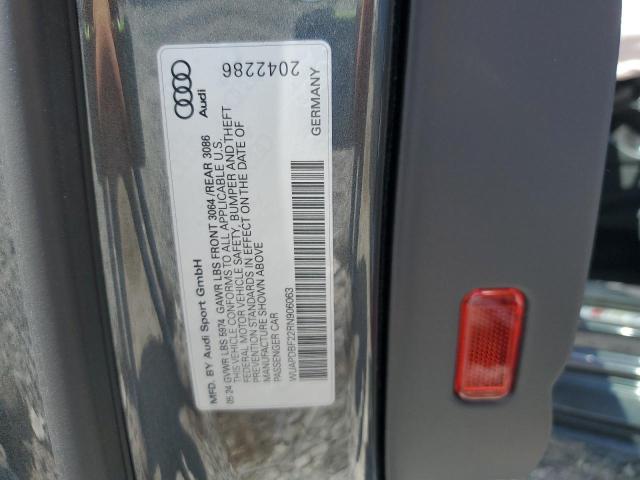 Audi
2042286
MFD. BY Audi Sport GmbH
05 24 GVWR LBS 5974 GAWR LBS FRONT 3064 / REAR 3086
THIS VEHICLE CONFORMS TO ALL APPLICABLE U.S.
FEDERAL MOTOR VEHICLE SAFETY, BUMPER AND THEFT
PREVENTION STANDARDS IN EFFECT ON THE DATE OF
MANUFACTURE SHOWN ABOVE
PASSENGER CAR
WUAPDBF22RN906063
GERMANY